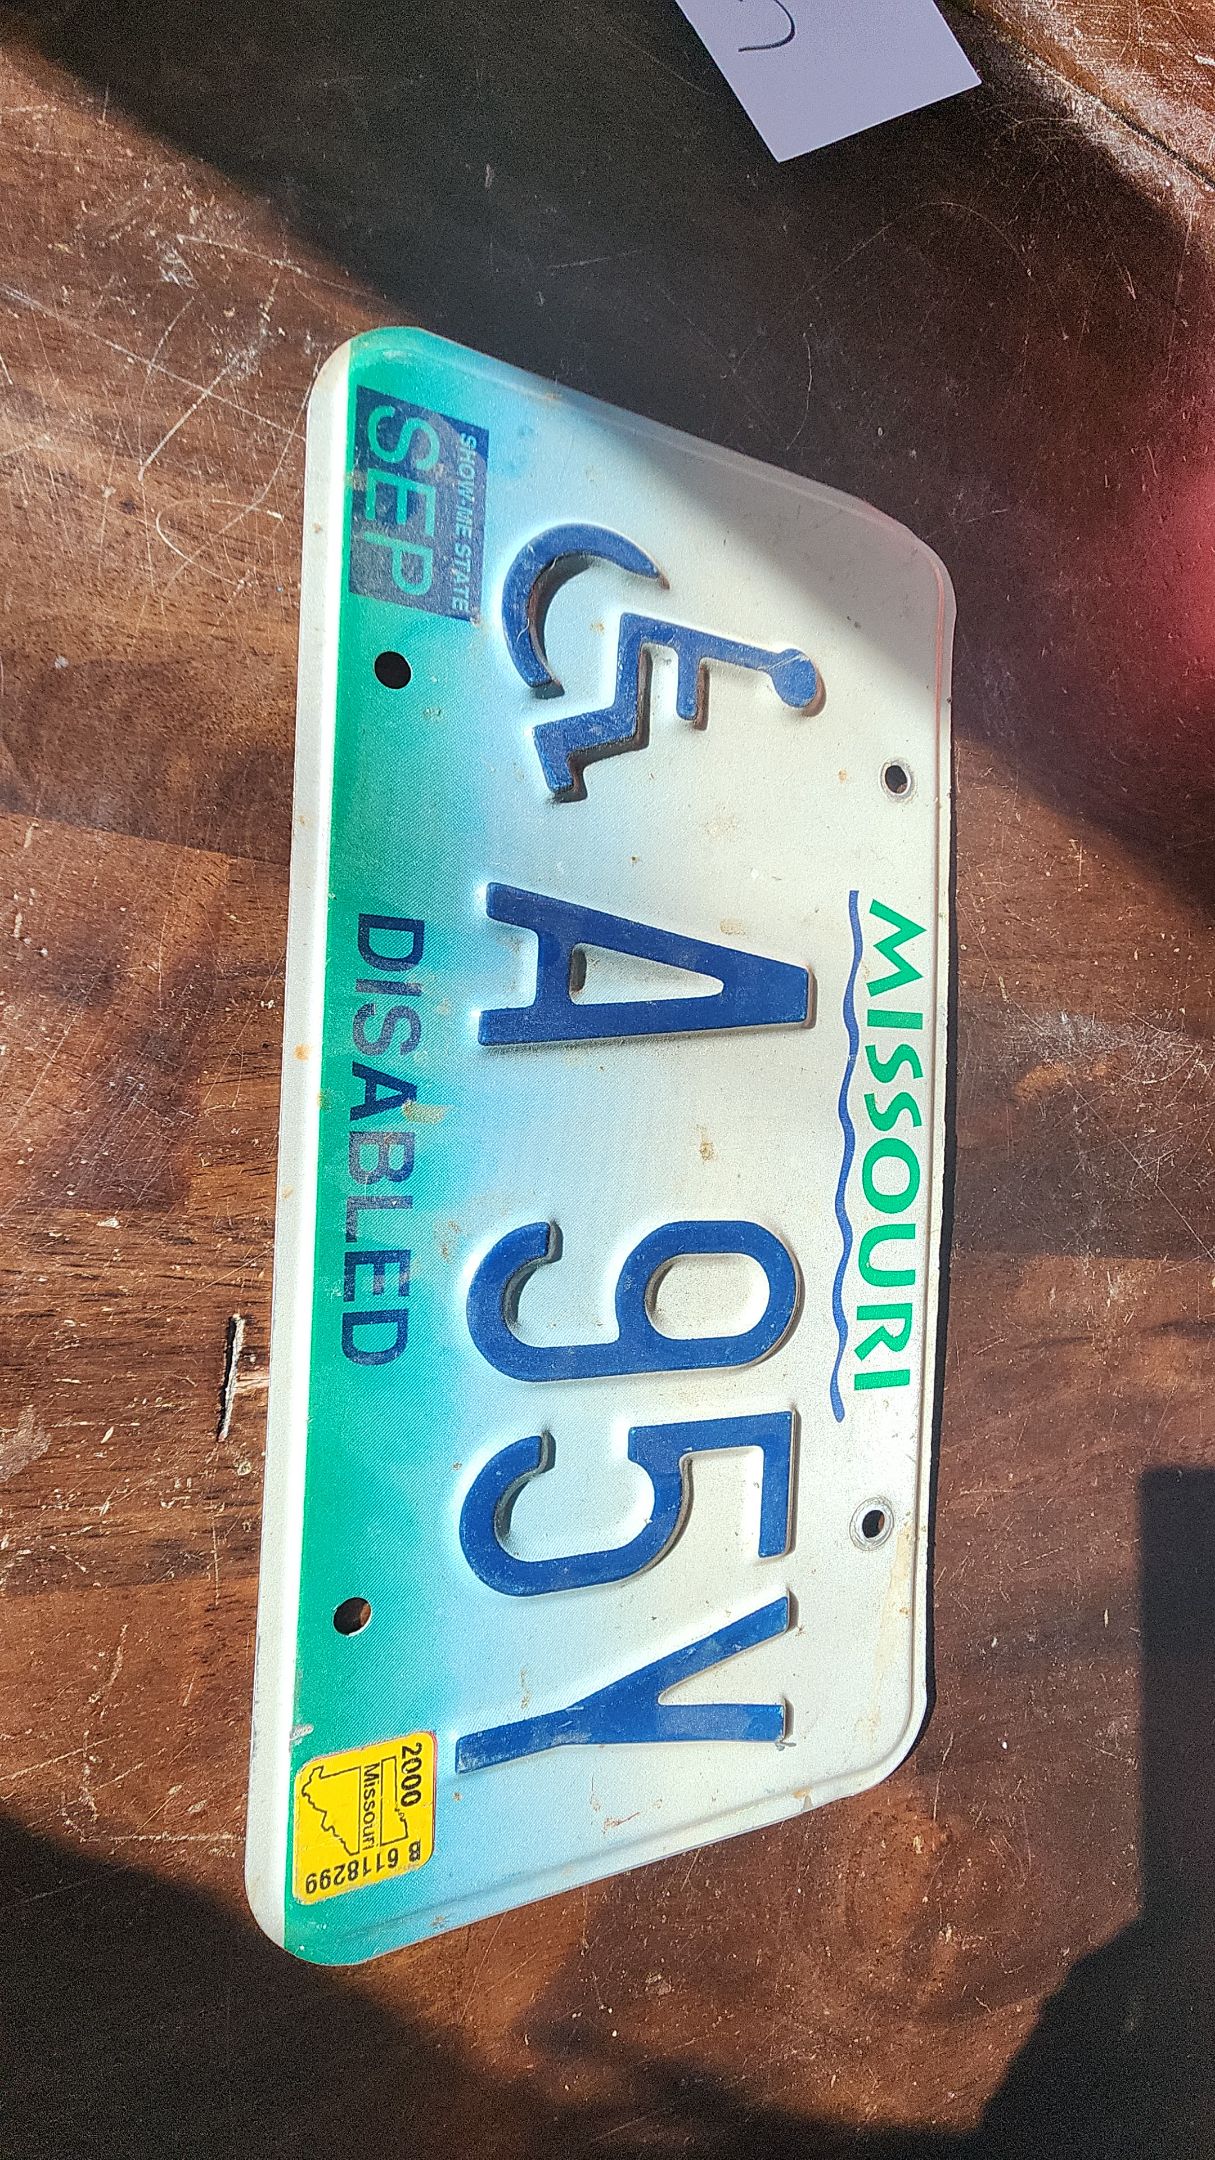 MISSOURI
A 95Y
SHOW-ME STATE
SEP
DISABLED
2000
MISSOURI
B 6118299